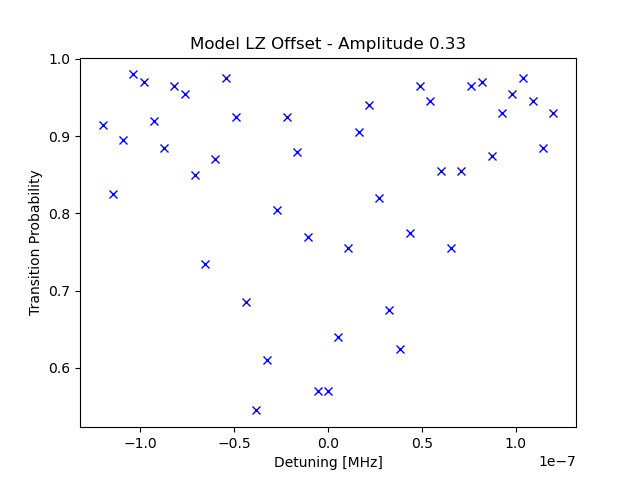 Model LZ Offset - Amplitude 0.33
1.0
0.9
0.8
0.7
0.6
Transition Probability
−1.0 −0.5 0.0 0.5 1.0
1e−7
Detuning [MHz]